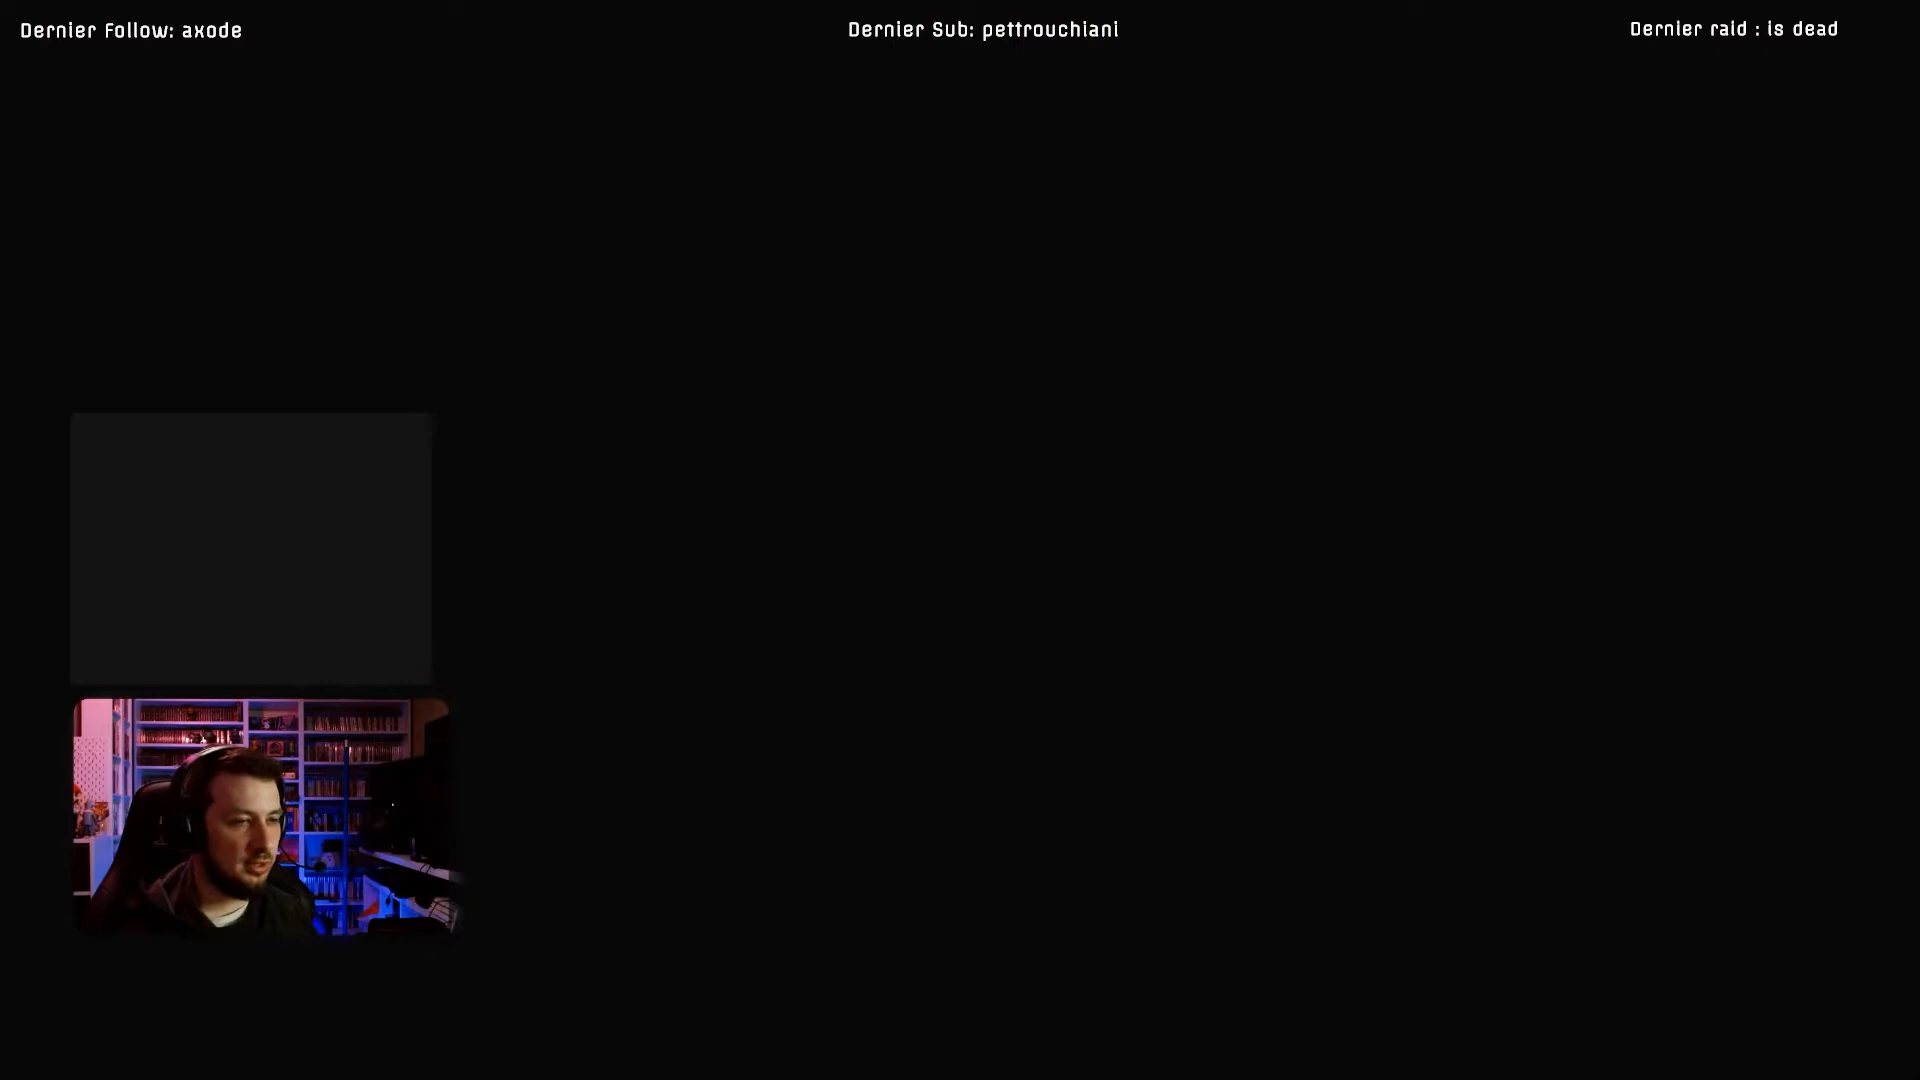 Dernier Follow: axode
Dernier Sub: pettrouchiani
Dernier raid : is dead